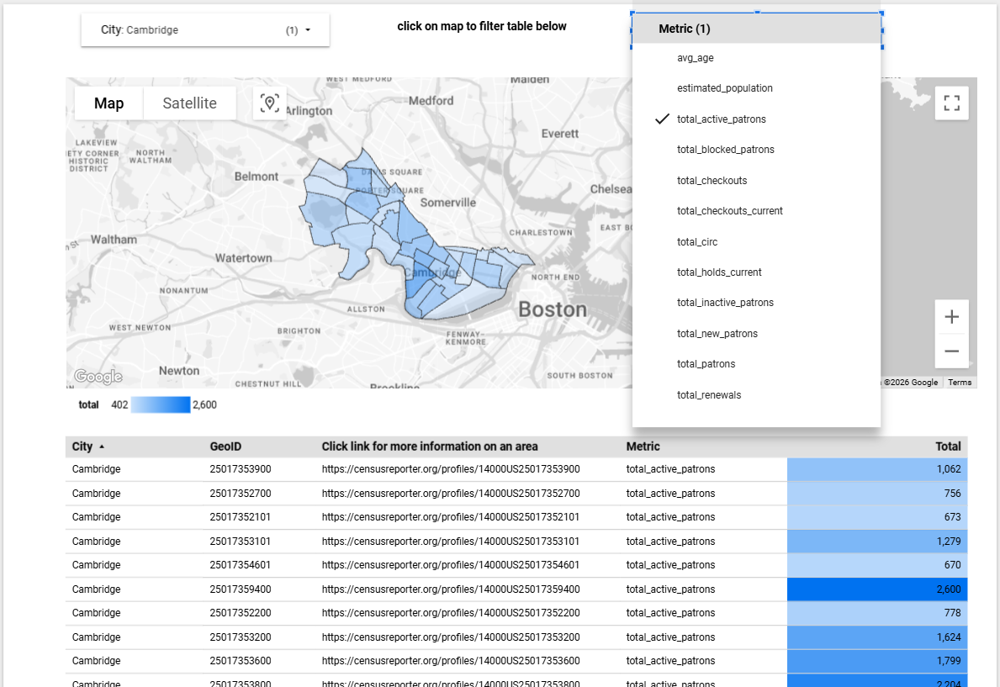 City: Cambridge (1)
click on map to filter table below
Metric (1)
avg_age
estimated_population
total_active_patrons
total_blocked_patrons
total_checkouts
total_checkouts_current
total_circ
total_holds_current
total_inactive_patrons
total_new_patrons
total_patrons
total_renewals
Map
Satellite
WEST MEDFORD
Malden
Arlington
Medford
Everett
LAKEVIEW
ETY CORNER
HISTORIC
DISTRICT
NORTH
WALTHAM
Belmont
DAVIS SQUARE
PORTER SQUARE
Somerville
Chelsea
CHARLESTOWN
EAST BO
Waltham
Watertown
Cambridge
NORTH END
NONANTUM
ALLSTON
Boston
WEST NEWTON
BRIGHTON
FENWAY-
KENMORE
Newton
SOUTH BOSTON
CHESTNUT HILL
Brookline
Google
©2026 Google
Terms
total 402 2,600
City GeoID Click link for more information on an area Metric Total
Cambridge 25017353900 https://censusreporter.org/profiles/14000US25017353900 total_active_patrons 1,062
Cambridge 25017352700 https://censusreporter.org/profiles/14000US25017352700 total_active_patrons 756
Cambridge 25017352101 https://censusreporter.org/profiles/14000US25017352101 total_active_patrons 673
Cambridge 25017353101 https://censusreporter.org/profiles/14000US25017353101 total_active_patrons 1,279
Cambridge 25017354601 https://censusreporter.org/profiles/14000US25017354601 total_active_patrons 670
Cambridge 25017359400 https://censusreporter.org/profiles/14000US25017359400 total_active_patrons 2,600
Cambridge 25017352200 https://censusreporter.org/profiles/14000US25017352200 total_active_patrons 778
Cambridge 25017353200 https://censusreporter.org/profiles/14000US25017353200 total_active_patrons 1,624
Cambridge 25017353600 https://censusreporter.org/profiles/14000US25017353600 total_active_patrons 1,799
Cambridge 25017353800 https://censusreporter.org/profiles/14000US25017353800 total_active_patrons 2,204